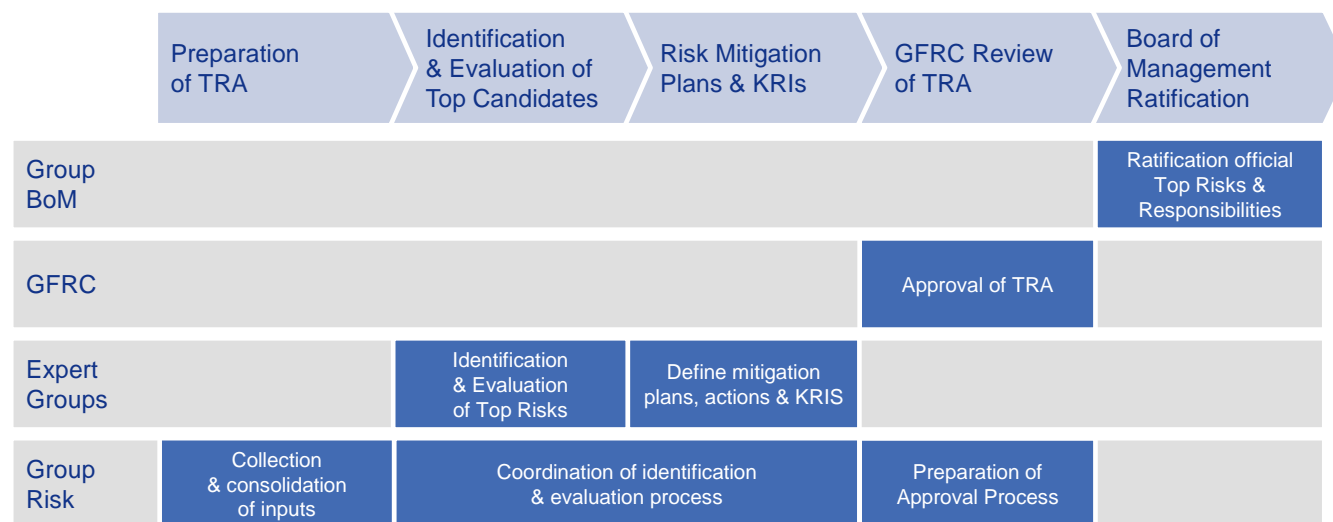 Preparation
of TRA
Identification
& Evaluation of
Top Candidates
Risk Mitigation
Plans & KRIs
GFRC Review
of TRA
Board of
Management
Ratification
Group
BoM
Ratification official
Top Risks &
Responsibilities
GFRC
Approval of TRA
Expert
Groups
Identification
& Evaluation
of Top Risks
Define mitigation
plans, actions & KRIS
Group
Risk
Collection
& consolidation
of inputs
Coordination of identification
& evaluation process
Preparation of
Approval Process